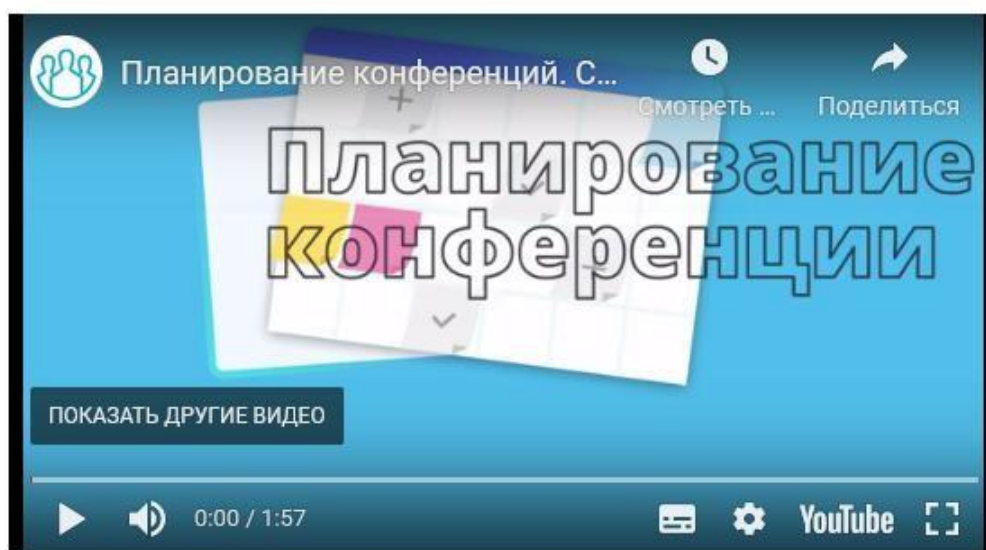 Планирование конференций. С...
Смотреть ...
Поделиться
Планирование
конференции
ПОКАЗАТЬ ДРУГИЕ ВИДЕО
0:00 / 1:57
YouTube